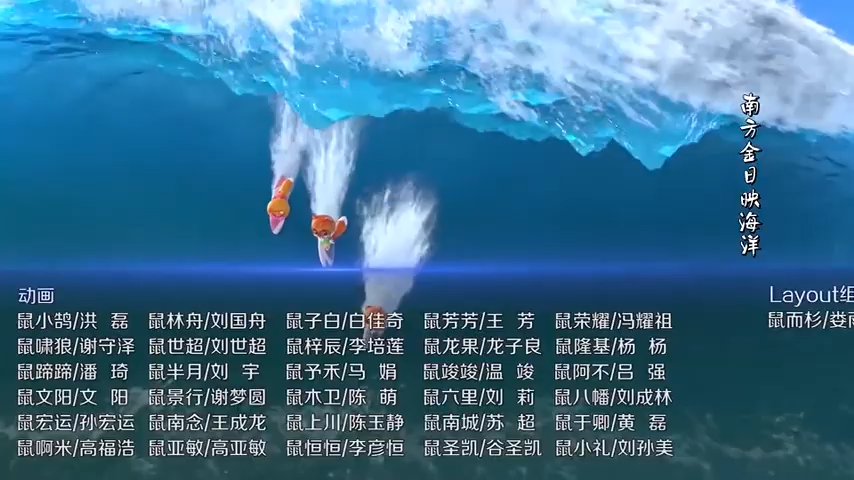 南方金日映海洋
动画
鼠小鹄/洪 磊 鼠林舟/刘国舟 鼠子白/白佳奇 鼠芳芳/王 芳 鼠荣耀/冯耀祖
鼠啸狼/谢守泽 鼠世超/刘世超 鼠梓辰/李培莲 鼠龙果/龙子良 鼠隆基/杨 杨
鼠蹄蹄/潘 琦 鼠半月/刘 宇 鼠予禾/马 娟 鼠竣竣/温 竣 鼠阿不/吕 强
鼠文阳/文 阳 鼠景行/谢梦圆 鼠木卫/陈 萌 鼠六里/刘 莉 鼠八幡/刘成林
鼠宏运/孙宏运 鼠南念/王成龙 鼠上川/陈玉静 鼠南城/苏 超 鼠于卿/黄 磊
鼠啊米/高福浩 鼠亚敏/高亚敏 鼠恒恒/李彦恒 鼠圣凯/谷圣凯 鼠小礼/刘孙美
Layout组
鼠而杉/娄雨